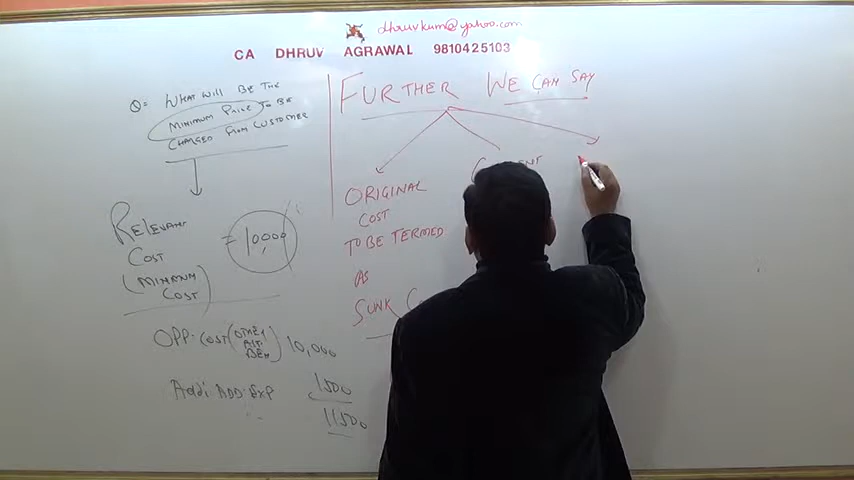 dhruvkum@yahoo.com
CA DHRUV AGRAWAL 9810425103
Q= WHAT WILL BE THE
MINIMUM PRICE TO BE
CHARGED FROM CUSTOMER
RELEVANT
COST = 10000
(MINIMUM
COST)
OPP. COST (OTHER
ALT.
BEN) 10,000
Addi ADD. EXP 1500
11500
FURTHER WE CAN SAY
ORIGINAL
COST
TO BE TERMED
AS
SUNK